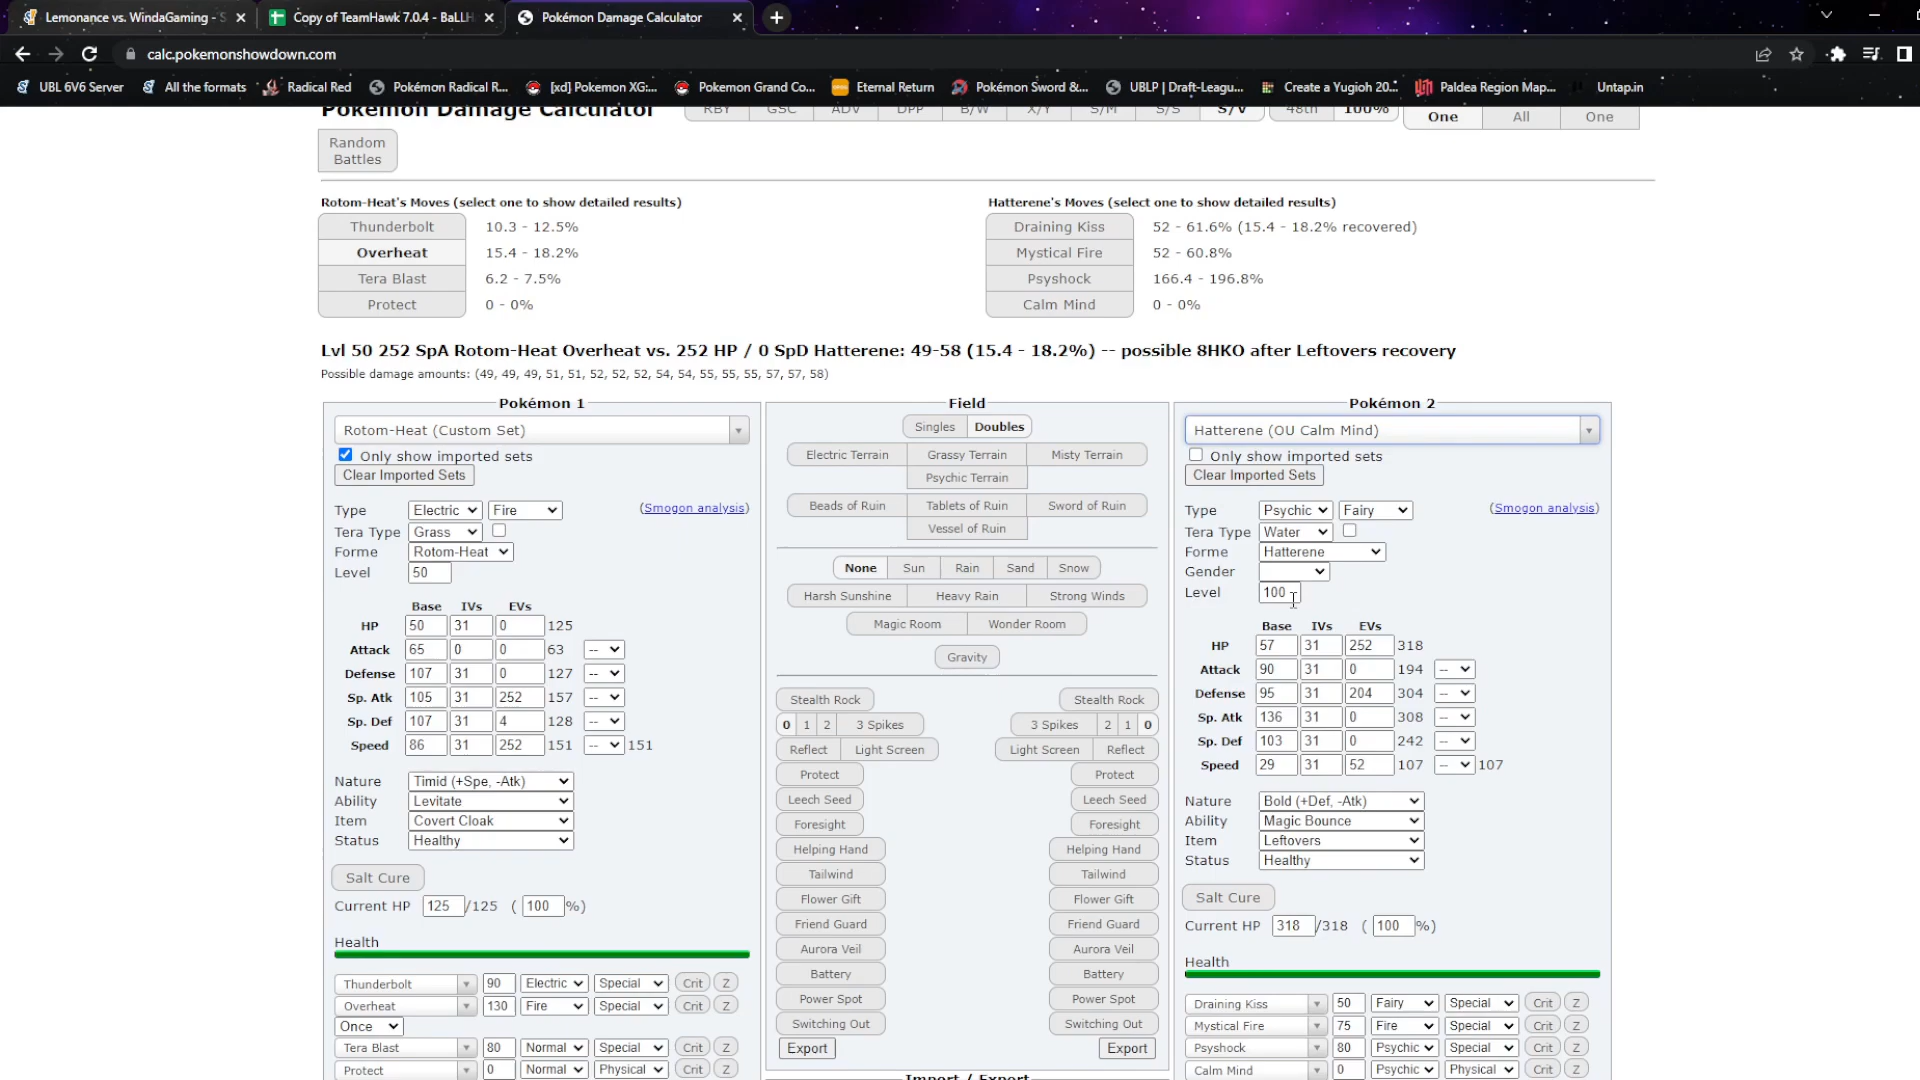 Lemonance vs. WindaGaming - S
Copy of TeamHawk 7.0.4 - BaLLH
Pokémon Damage Calculator
calc.pokemonshowdown.com
UBL 6V6 Server
All the formats
Radical Red
Pokémon Radical R...
[xd] Pokemon XG:...
Pokemon Grand Co...
Eternal Return
Pokémon Sword &...
UBLP | Draft-Leagu...
Create a Yugioh 20...
Paldea Region Map...
Untap.in
Pokémon Damage Calculator
RBY GSC ADV DPP B/W X/Y S/M S/S S/V 48th 100% One All One
Random Battles
Rotom-Heat's Moves (select one to show detailed results)
Thunderbolt 10.3 - 12.5%
Overheat 15.4 - 18.2%
Tera Blast 6.2 - 7.5%
Protect 0 - 0%
Hatterene's Moves (select one to show detailed results)
Draining Kiss 52 - 61.6% (15.4 - 18.2% recovered)
Mystical Fire 52 - 60.8%
Psyshock 166.4 - 196.8%
Calm Mind 0 - 0%
Lvl 50 252 SpA Rotom-Heat Overheat vs. 252 HP / 0 SpD Hatterene: 49-58 (15.4 - 18.2%) -- possible 8HKO after Leftovers recovery
Possible damage amounts: (49, 49, 49, 51, 51, 52, 52, 52, 54, 54, 55, 55, 55, 57, 57, 58)
Pokémon 1
Rotom-Heat (Custom Set)
Only show imported sets
Clear Imported Sets
Type Electric Fire (Smogon analysis)
Tera Type Grass
Forme Rotom-Heat
Level 50
Base IVs EVs
HP 50 31 0 125
Attack 65 0 0 63 --
Defense 107 31 0 127 --
Sp. Atk 105 31 252 157 --
Sp. Def 107 31 4 128 --
Speed 86 31 252 151 -- 151
Nature Timid (+Spe, -Atk)
Ability Levitate
Item Covert Cloak
Status Healthy
Salt Cure
Current HP 125 /125 ( 100 %)
Health
Thunderbolt 90 Electric Special Crit Z
Overheat 130 Fire Special Crit Z
Once
Tera Blast 80 Normal Special Crit Z
Protect 0 Normal Physical Crit Z
Field
Singles Doubles
Electric Terrain Grassy Terrain Misty Terrain
Psychic Terrain
Beads of Ruin Tablets of Ruin Sword of Ruin
Vessel of Ruin
None Sun Rain Sand Snow
Harsh Sunshine Heavy Rain Strong Winds
Magic Room Wonder Room
Gravity
Stealth Rock Stealth Rock
0 1 2 3 Spikes 3 Spikes 2 1 0
Reflect Light Screen Light Screen Reflect
Protect Protect
Leech Seed Leech Seed
Foresight Foresight
Helping Hand Helping Hand
Tailwind Tailwind
Flower Gift Flower Gift
Friend Guard Friend Guard
Aurora Veil Aurora Veil
Battery Battery
Power Spot Power Spot
Switching Out Switching Out
Export Export
Import / Export
Pokémon 2
Hatterene (OU Calm Mind)
Only show imported sets
Clear Imported Sets
Type Psychic Fairy (Smogon analysis)
Tera Type Water
Forme Hatterene
Gender
Level 100
Base IVs EVs
HP 57 31 252 318
Attack 90 31 0 194 --
Defense 95 31 204 304 --
Sp. Atk 136 31 0 308 --
Sp. Def 103 31 0 242 --
Speed 29 31 52 107 -- 107
Nature Bold (+Def, -Atk)
Ability Magic Bounce
Item Leftovers
Status Healthy
Salt Cure
Current HP 318 /318 ( 100 %)
Health
Draining Kiss 50 Fairy Special Crit Z
Mystical Fire 75 Fire Special Crit Z
Psyshock 80 Psychic Special Crit Z
Calm Mind 0 Psychic Physical Crit Z